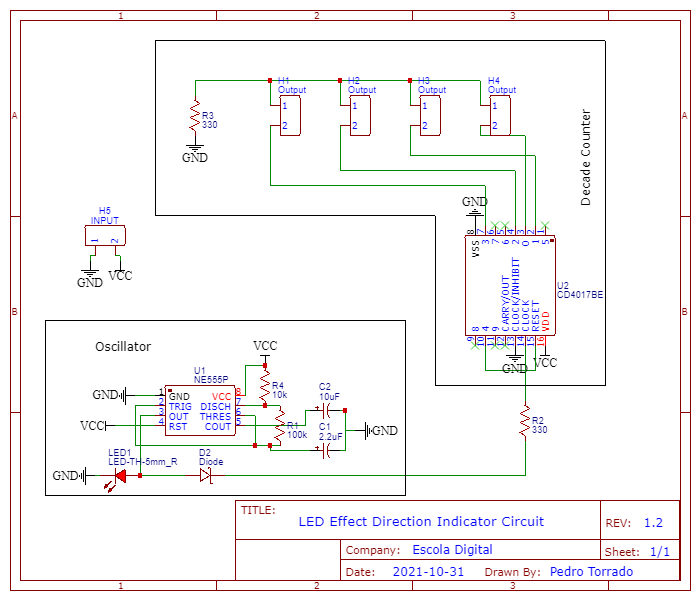 1 2 3
A A
B B
1 2 3
H1
Output
1
2
H2
Output
1
2
H3
Output
1
2
H4
Output
1
2
R3
330
GND
Decade Counter
H5
INPUT
1 2
GND VCC
GND
8 7 6 5 4 3 2 1
VSS 3 7 6 2 0 1 5
U2
CD4017BE
8 4 9 CARRY/OUT CLOCK/INHIBIT CLOCK RESET VDD
9 10 11 12 13 14 15 16
GND VCC
R2
330
Oscillator
VCC
U1
NE555P
GND 1 GND VCC 8
2 TRIG DISCH 7
3 OUT THRES 6
VCC 4 RST COUT 5
R4
10k
R1
100k
C2
10uF
C1
2.2uF
GND
LED1
LED-TH-5mm_R
GND
D2
Diode
TITLE:
LED Effect Direction Indicator Circuit
REV: 1.2
Company: Escola Digital
Sheet: 1/1
Date: 2021-10-31 Drawn By: Pedro Torrado